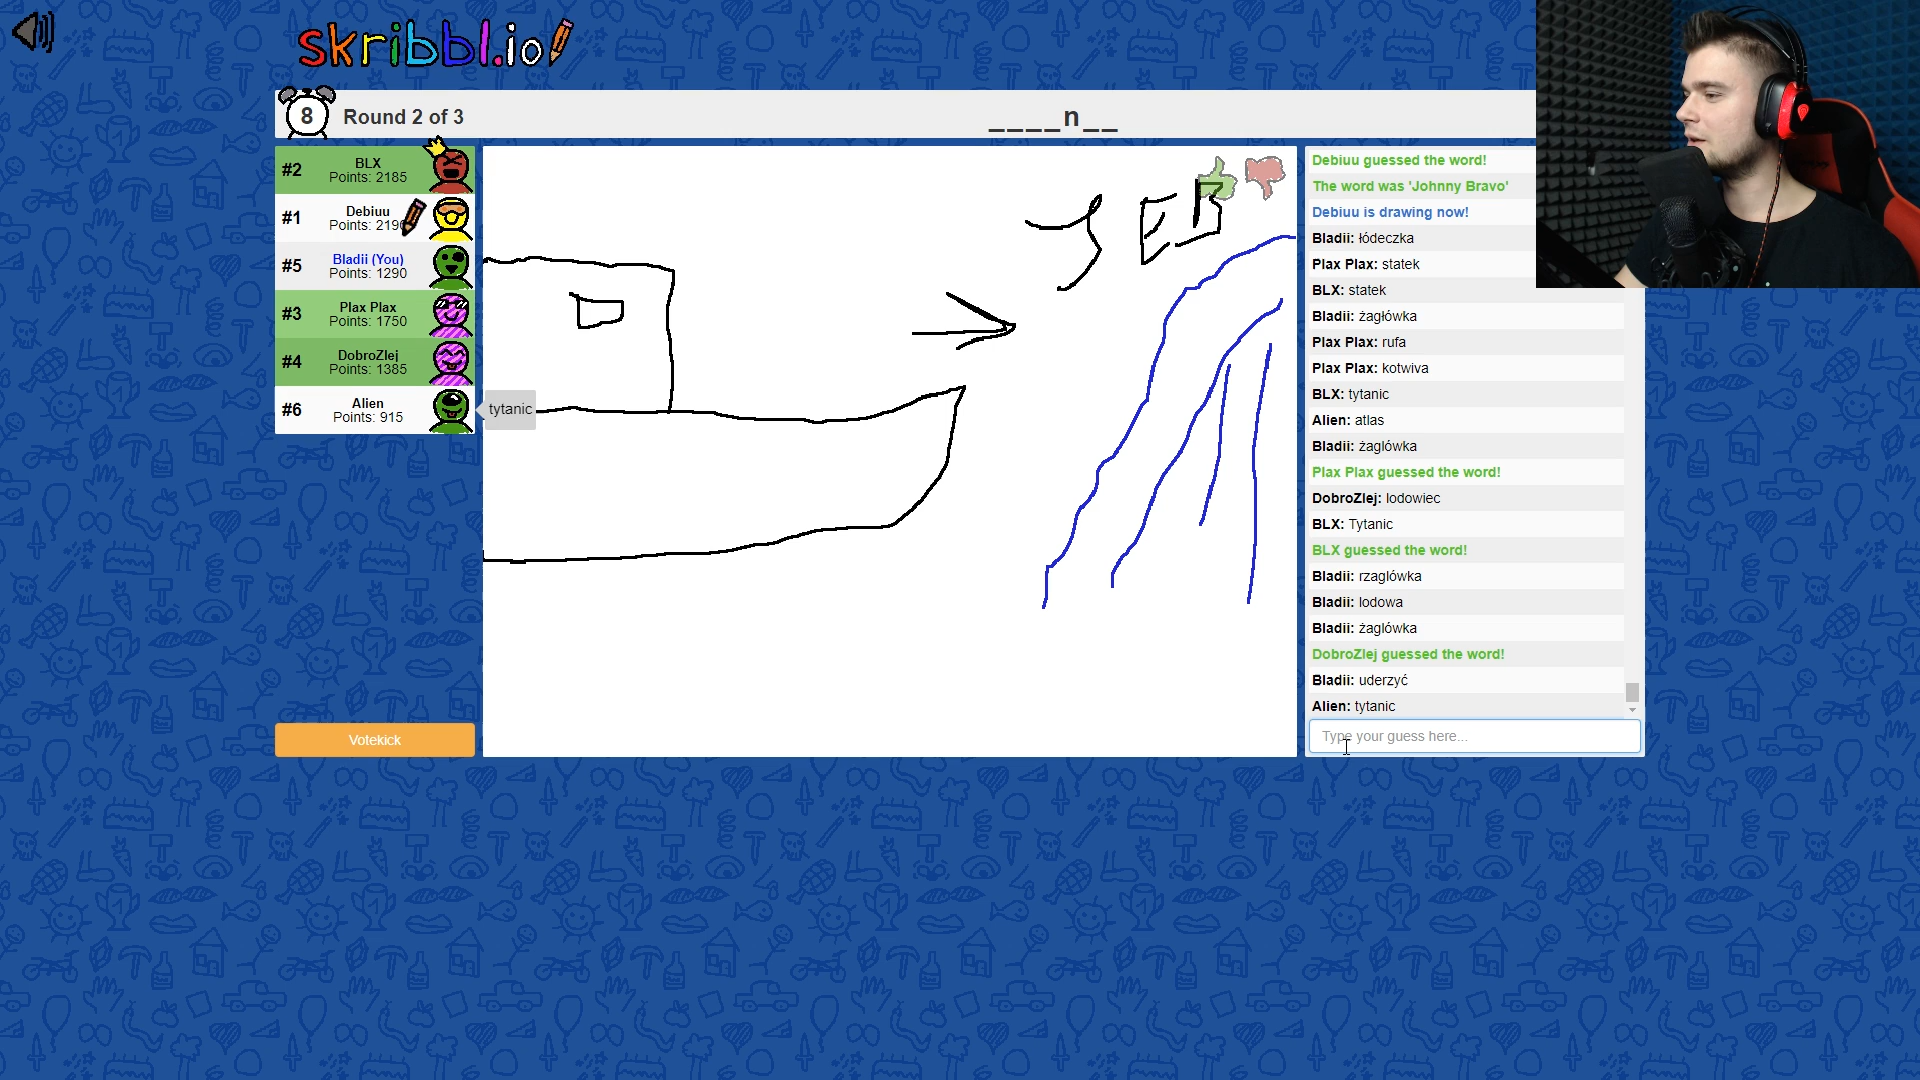 skribbl.io
8
Round 2 of 3
____n__
#2
BLX
Points: 2185
#1
Debiuu
Points: 2190
#5
Bladii (You)
Points: 1290
#3
Plax Plax
Points: 1750
#4
DobroZlej
Points: 1385
#6
Alien
Points: 915
tytanic
Votekick
JEB
Debiuu guessed the word!
The word was 'Johnny Bravo'
Debiuu is drawing now!
Bladii: łódeczka
Plax Plax: statek
BLX: statek
Bladii: żagłówka
Plax Plax: rufa
Plax Plax: kotwiva
BLX: tytanic
Alien: atlas
Bladii: żaglówka
Plax Plax guessed the word!
DobroZlej: lodowiec
BLX: Tytanic
BLX guessed the word!
Bladii: rzaglówka
Bladii: lodowa
Bladii: żaglówka
DobroZlej guessed the word!
Bladii: uderzyć
Alien: tytanic
Type your guess here...